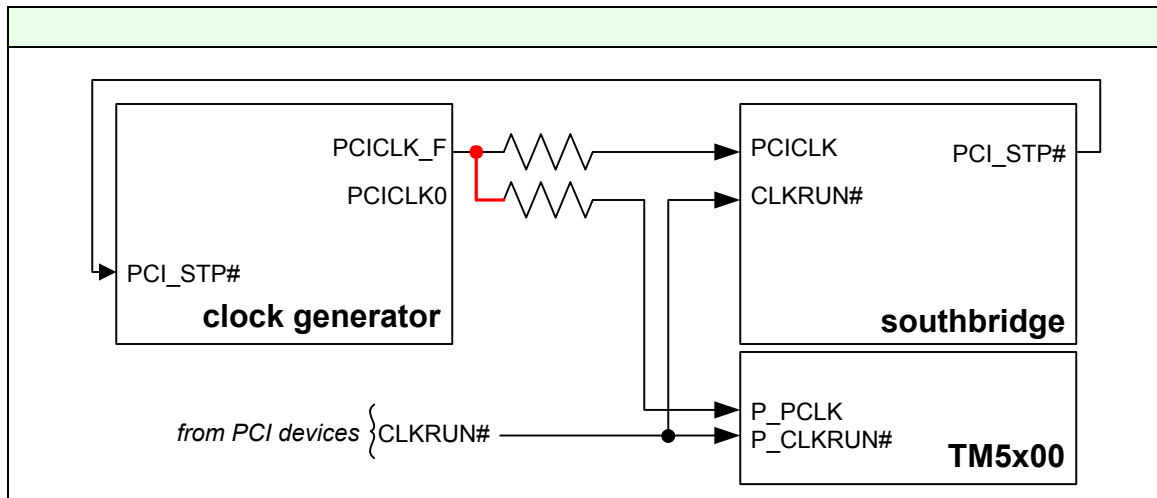 PCICLK_F
PCICLK0
PCI_STP#
clock generator
PCICLK
PCI_STP#
CLKRUN#
southbridge
from PCI devices {CLKRUN#
P_PCLK
P_CLKRUN#
TM5x00